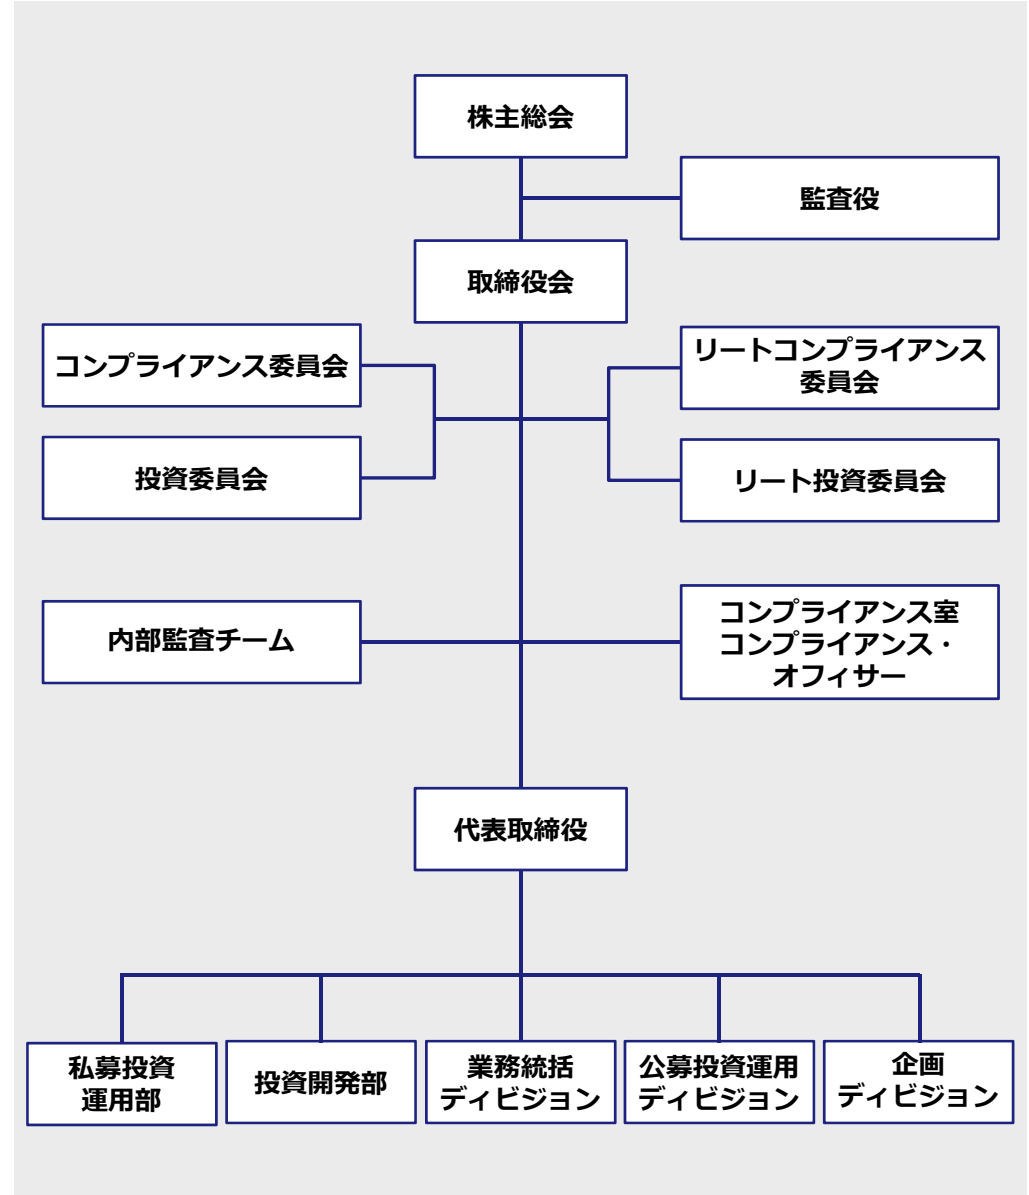 株主総会
監査役
取締役会
コンプライアンス委員会
リートコンプライアンス
委員会
投資委員会
リート投資委員会
内部監査チーム
コンプライアンス室
コンプライアンス・
オフィサー
代表取締役
私募投資
運用部
投資開発部
業務統括
ディビジョン
公募投資運用
ディビジョン
企画
ディビジョン